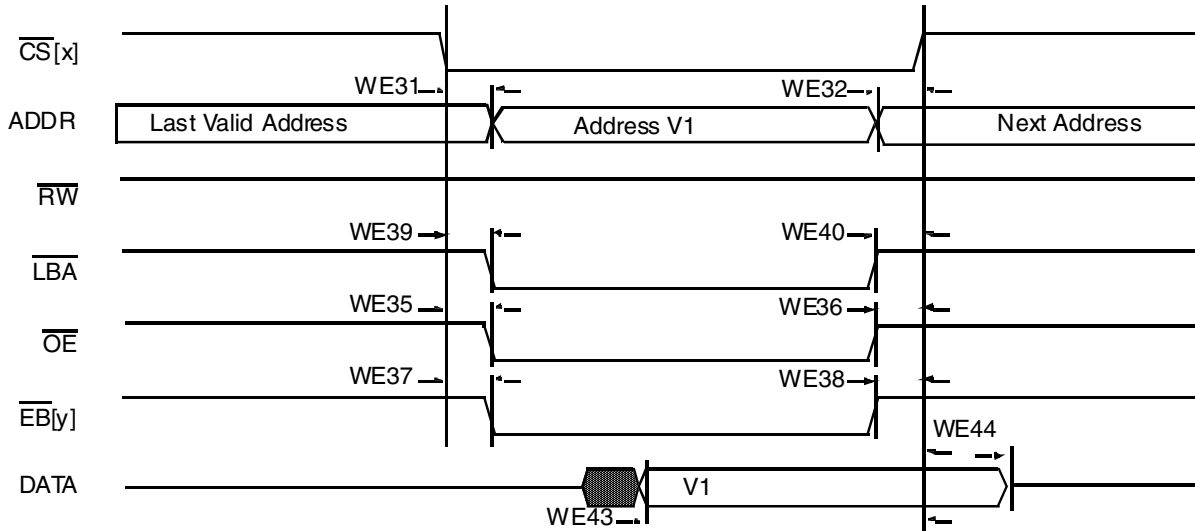 CS[x]
WE31 WE32
ADDR Last Valid Address Address V1 Next Address
RW
WE39 WE40
LBA
WE35 WE36
OE
WE37 WE38
EB[y]
WE44
DATA V1
WE43